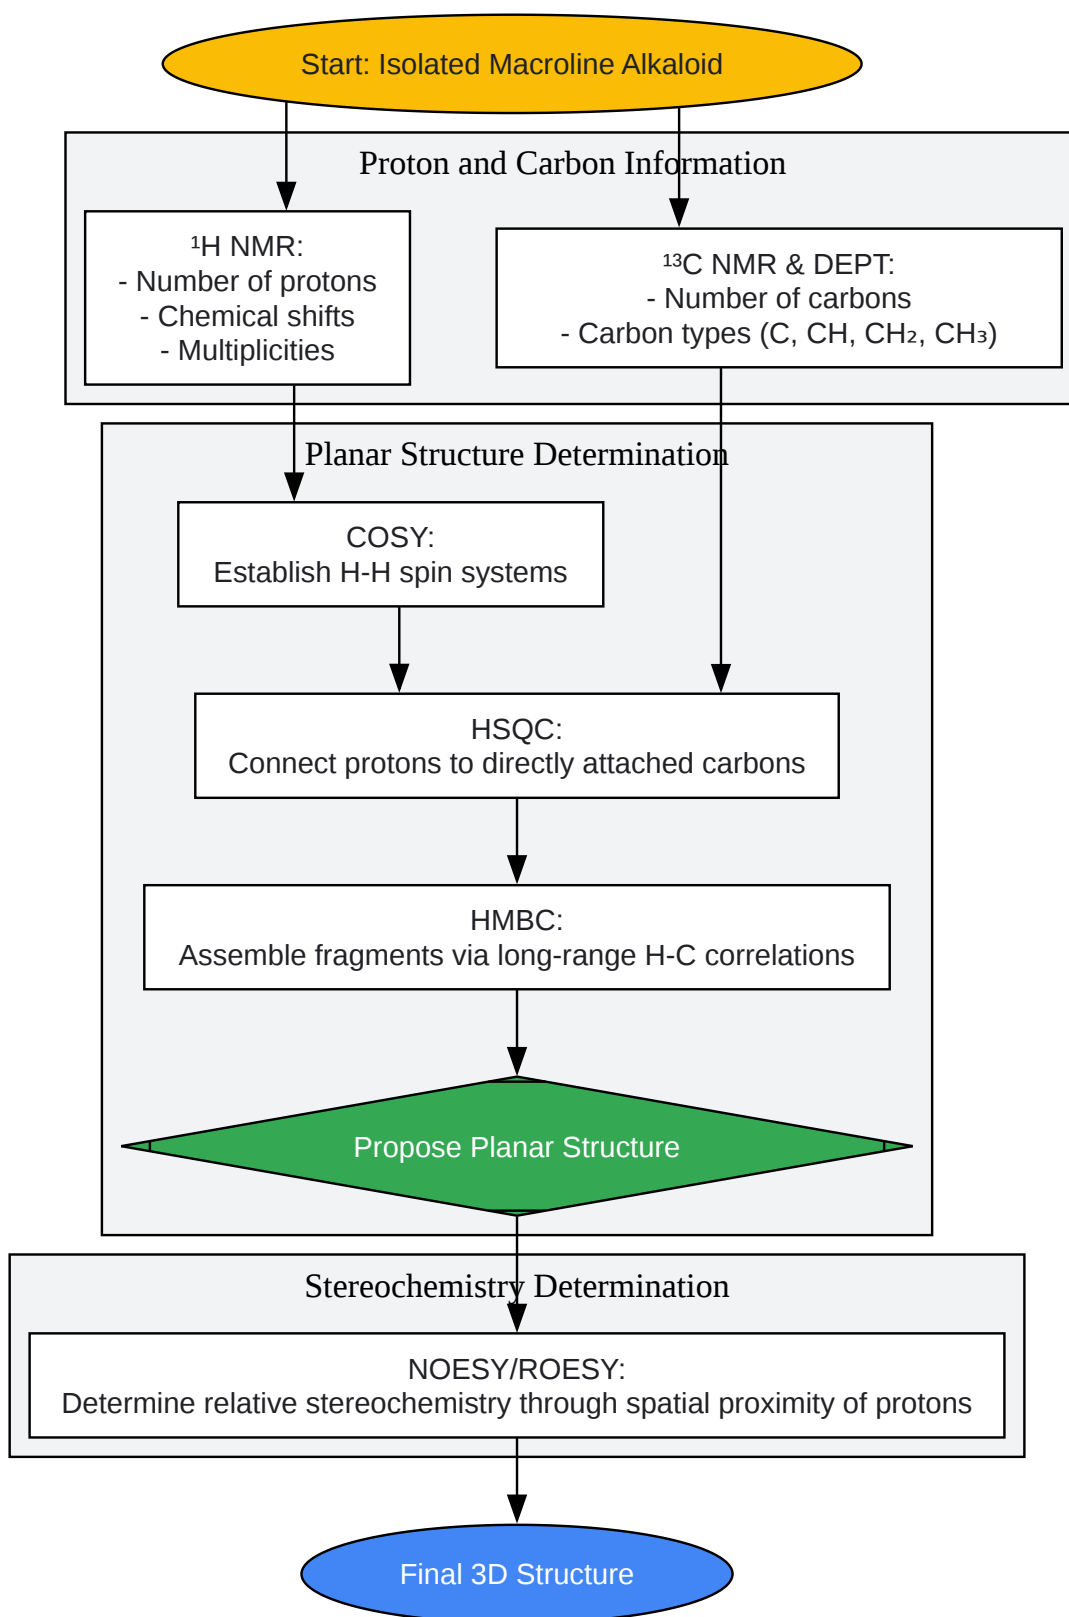 Start: Isolated Macroline Alkaloid
Proton and Carbon Information
¹H NMR:
- Number of protons
- Chemical shifts
- Multiplicities
¹³C NMR & DEPT:
- Number of carbons
- Carbon types (C, CH, CH₂, CH₃)
Planar Structure Determination
COSY:
Establish H-H spin systems
HSQC:
Connect protons to directly attached carbons
HMBC:
Assemble fragments via long-range H-C correlations
Propose Planar Structure
Stereochemistry Determination
NOESY/ROESY:
Determine relative stereochemistry through spatial proximity of protons
Final 3D Structure